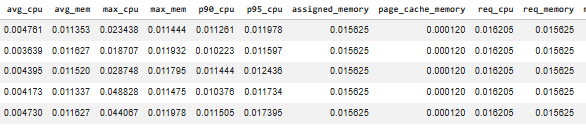 avg_cpu avg_mem max_cpu max_mem p90_cpu p95_cpu assigned_memory page_cache_memory req_cpu req_memory
0.004761 0.011353 0.023438 0.011444 0.011261 0.011978 0.015625 0.000120 0.016205 0.015625
0.003639 0.011627 0.018707 0.011932 0.010223 0.011597 0.015625 0.000120 0.016205 0.015625
0.004395 0.011520 0.028748 0.011795 0.011444 0.012436 0.015625 0.000120 0.016205 0.015625
0.004173 0.011337 0.048828 0.011475 0.010376 0.011734 0.015625 0.000120 0.016205 0.015625
0.004730 0.011627 0.044067 0.011978 0.011505 0.017395 0.015625 0.000120 0.016205 0.015625